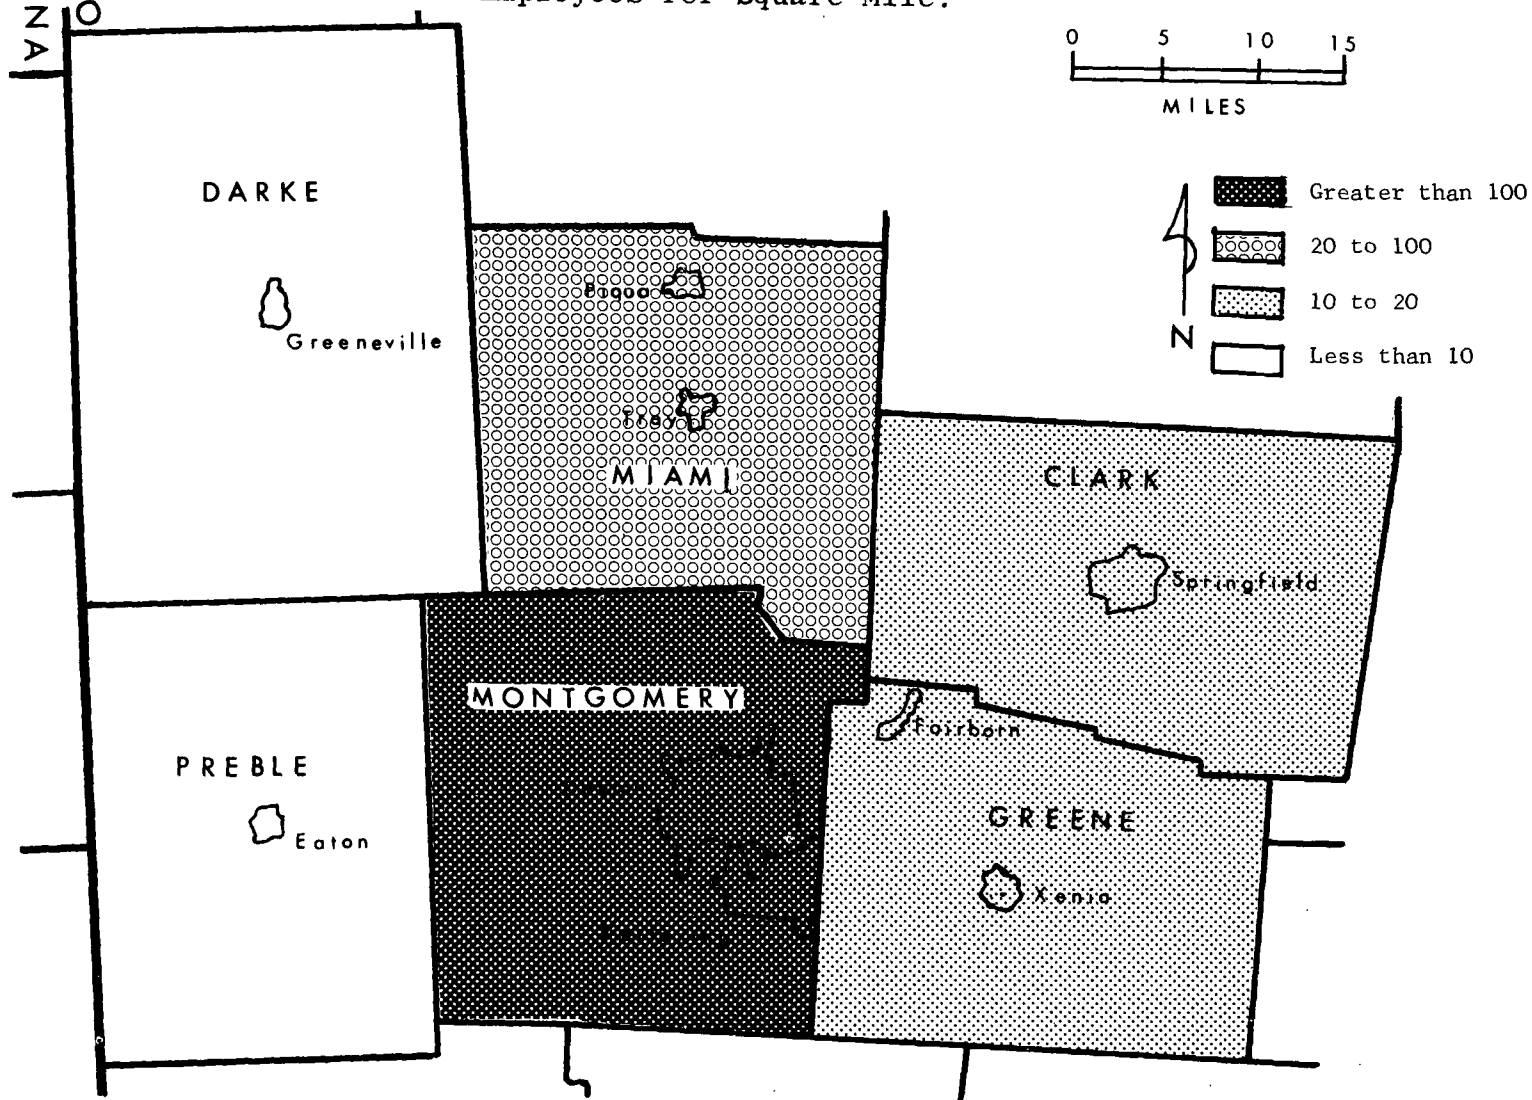 Employees Per Square Mile.
O
NA
0 5 10 15
MILES
DARKE
Greater than 100
20 to 100
Piqua
10 to 20
N
Greeneville
Less than 10
Troy
MIAMI
CLARK
Springfield
MONTGOMERY
Fairborn
PREBLE
GREENE
Eaton
Xenia